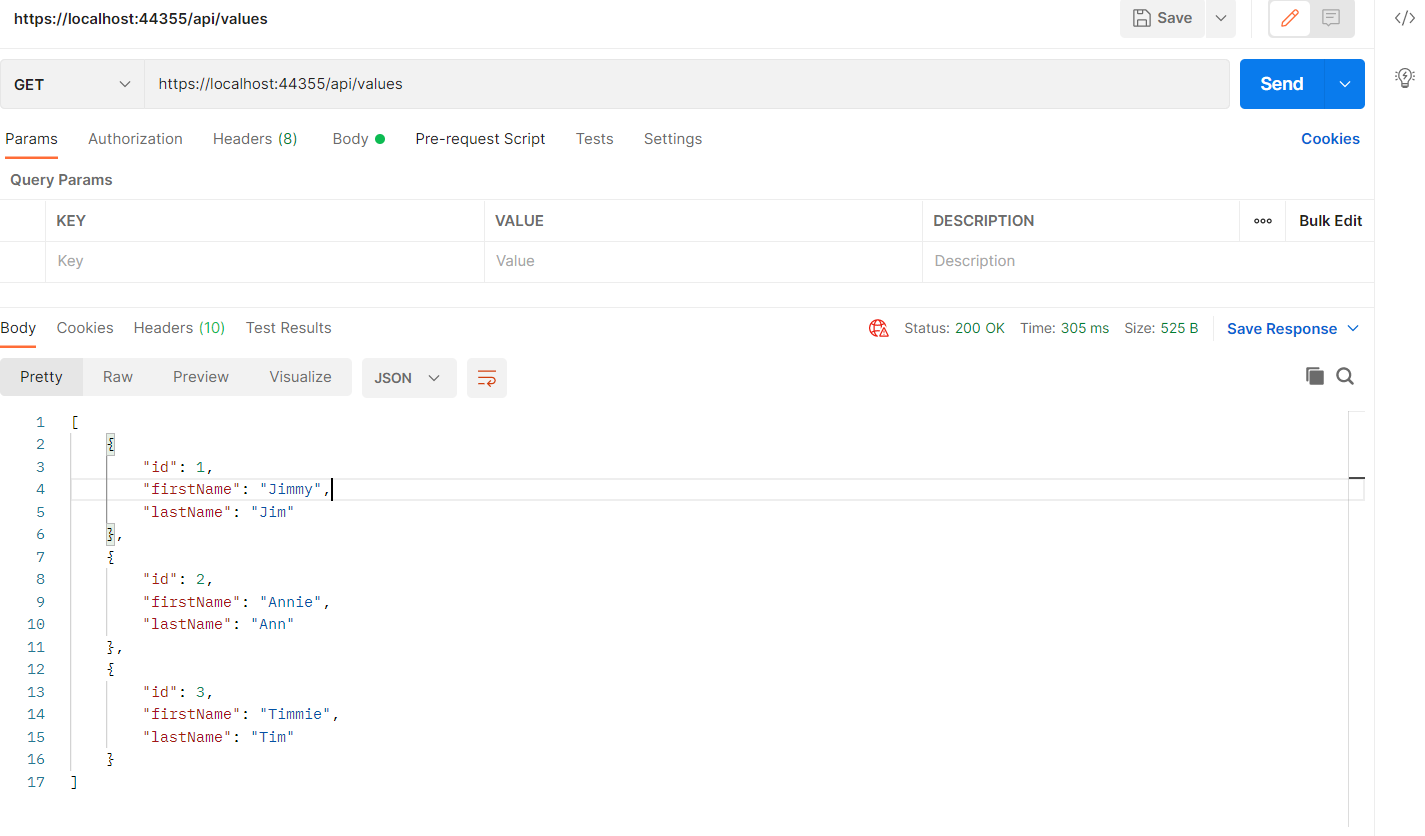 https://localhost:44355/api/values Save
GET https://localhost:44355/api/values Send
Params Authorization Headers (8) Body Pre-request Script Tests Settings Cookies
Query Params
KEY VALUE DESCRIPTION Bulk Edit
Key Value Description
Body Cookies Headers (10) Test Results Status: 200 OK Time: 305 ms Size: 525 B Save Response
Pretty Raw Preview Visualize JSON
1 [
2 {
3 "id": 1,
4 "firstName": "Jimmy",
5 "lastName": "Jim"
6 },
7 {
8 "id": 2,
9 "firstName": "Annie",
10 "lastName": "Ann"
11 },
12 {
13 "id": 3,
14 "firstName": "Timmie",
15 "lastName": "Tim"
16 }
17 ]